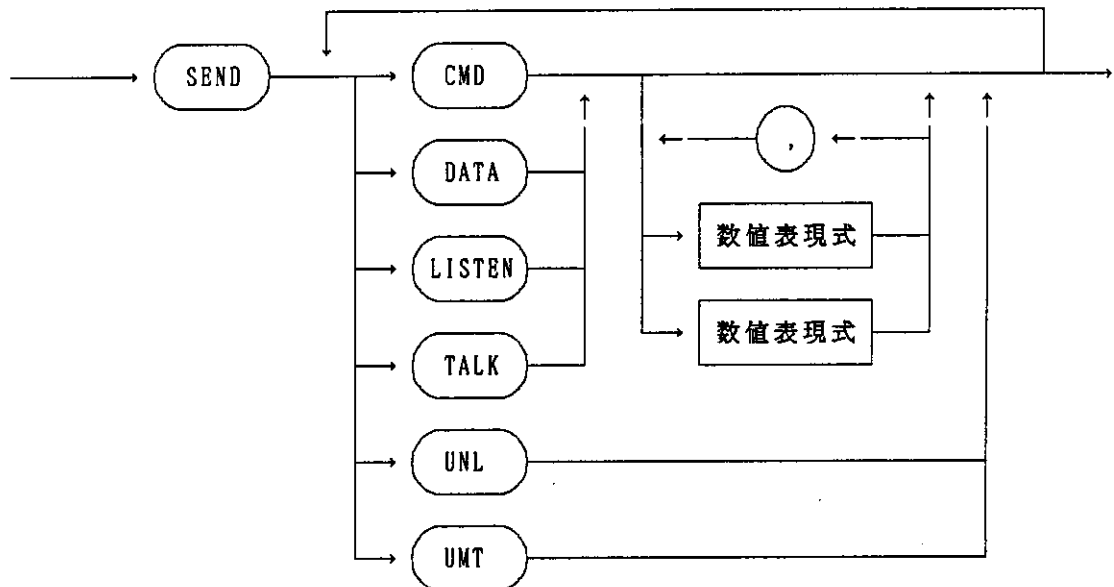 SEND
CMD
,
DATA
数値表現式
LISTEN
数値表現式
TALK
UNL
UMT